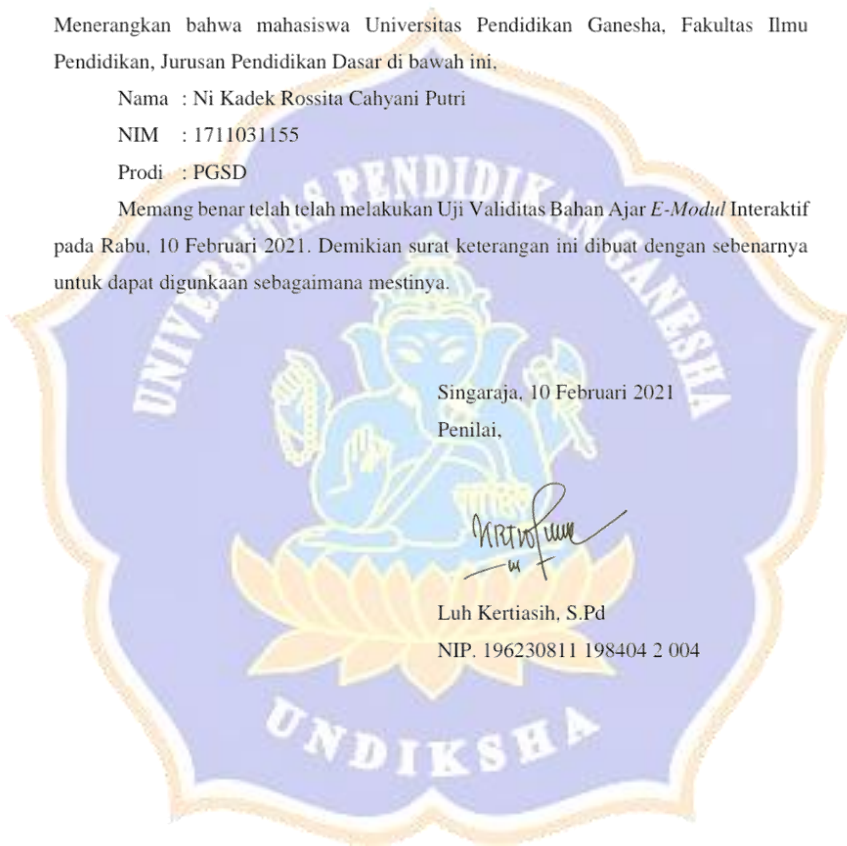 Menerangkan bahwa mahasiswa Universitas Pendidikan Ganesha, Fakultas Ilmu
Pendidikan, Jurusan Pendidikan Dasar di bawah ini,
Nama : Ni Kadek Rossita Cahyani Putri
NIM : 1711031155
Prodi : PGSD
Memang benar telah telah melakukan Uji Validitas Bahan Ajar E-Modul Interaktif
pada Rabu, 10 Februari 2021. Demikian surat keterangan ini dibuat dengan sebenarnya
untuk dapat digunkaan sebagaimana mestinya.
UNIVERSITAS PENDIDIKAN GANESHA
Singaraja, 10 Februari 2021
Penilai,
Luh Kertiasih, S.Pd
NIP. 196230811 198404 2 004
UNDIKSHA